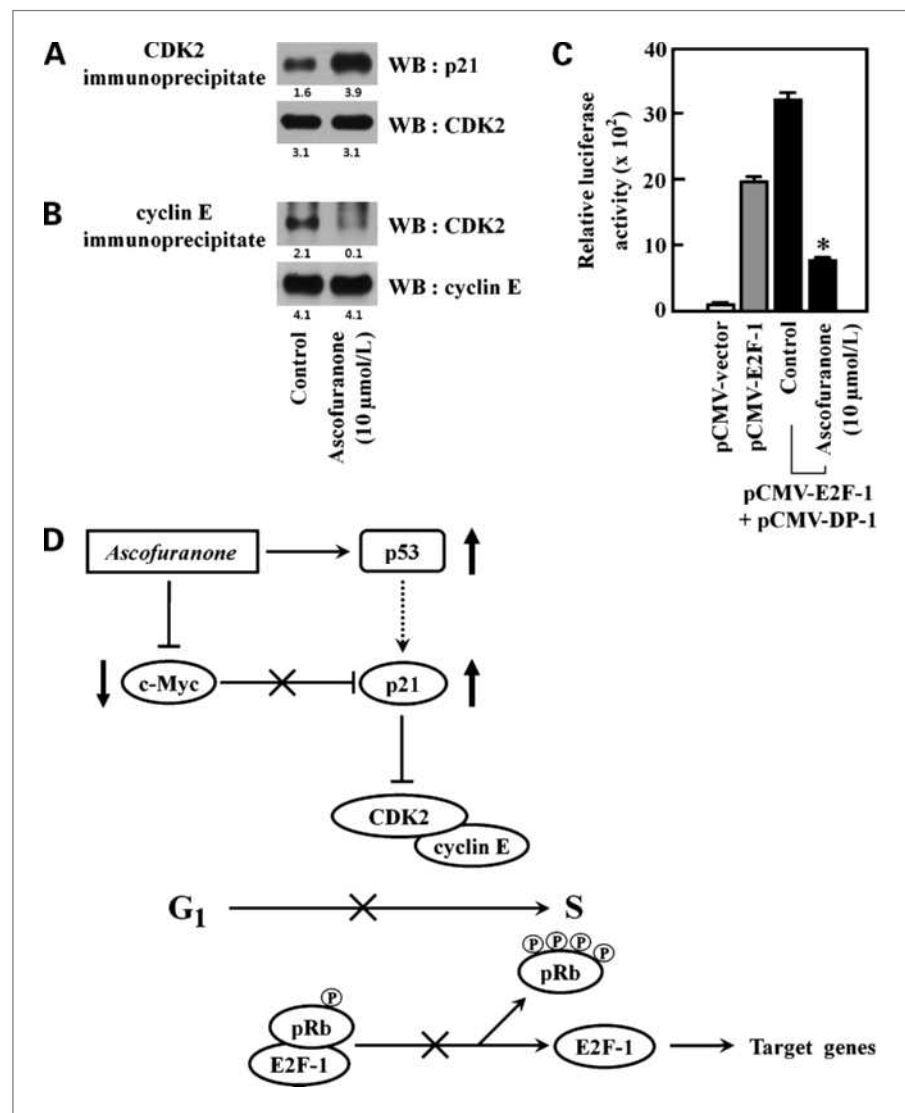 A
CDK2
immunoprecipitate
WB : p21
1.6 3.9
WB : CDK2
3.1 3.1
B
cyclin E
immunoprecipitate
WB : CDK2
2.1 0.1
WB : cyclin E
4.1 4.1
Control
Ascofuranone
(10 μmol/L)
C
Relative luciferase
activity (x 10²)
40
30
20
10
0
*
pCMV-vector
pCMV-E2F-1
Control
Ascofuranone
(10 μmol/L)
pCMV-E2F-1
+ pCMV-DP-1
D
Ascofuranone
p53
c-Myc
p21
CDK2
cyclin E
G₁
S
P P P P
pRb
P
pRb
E2F-1
E2F-1
Target genes